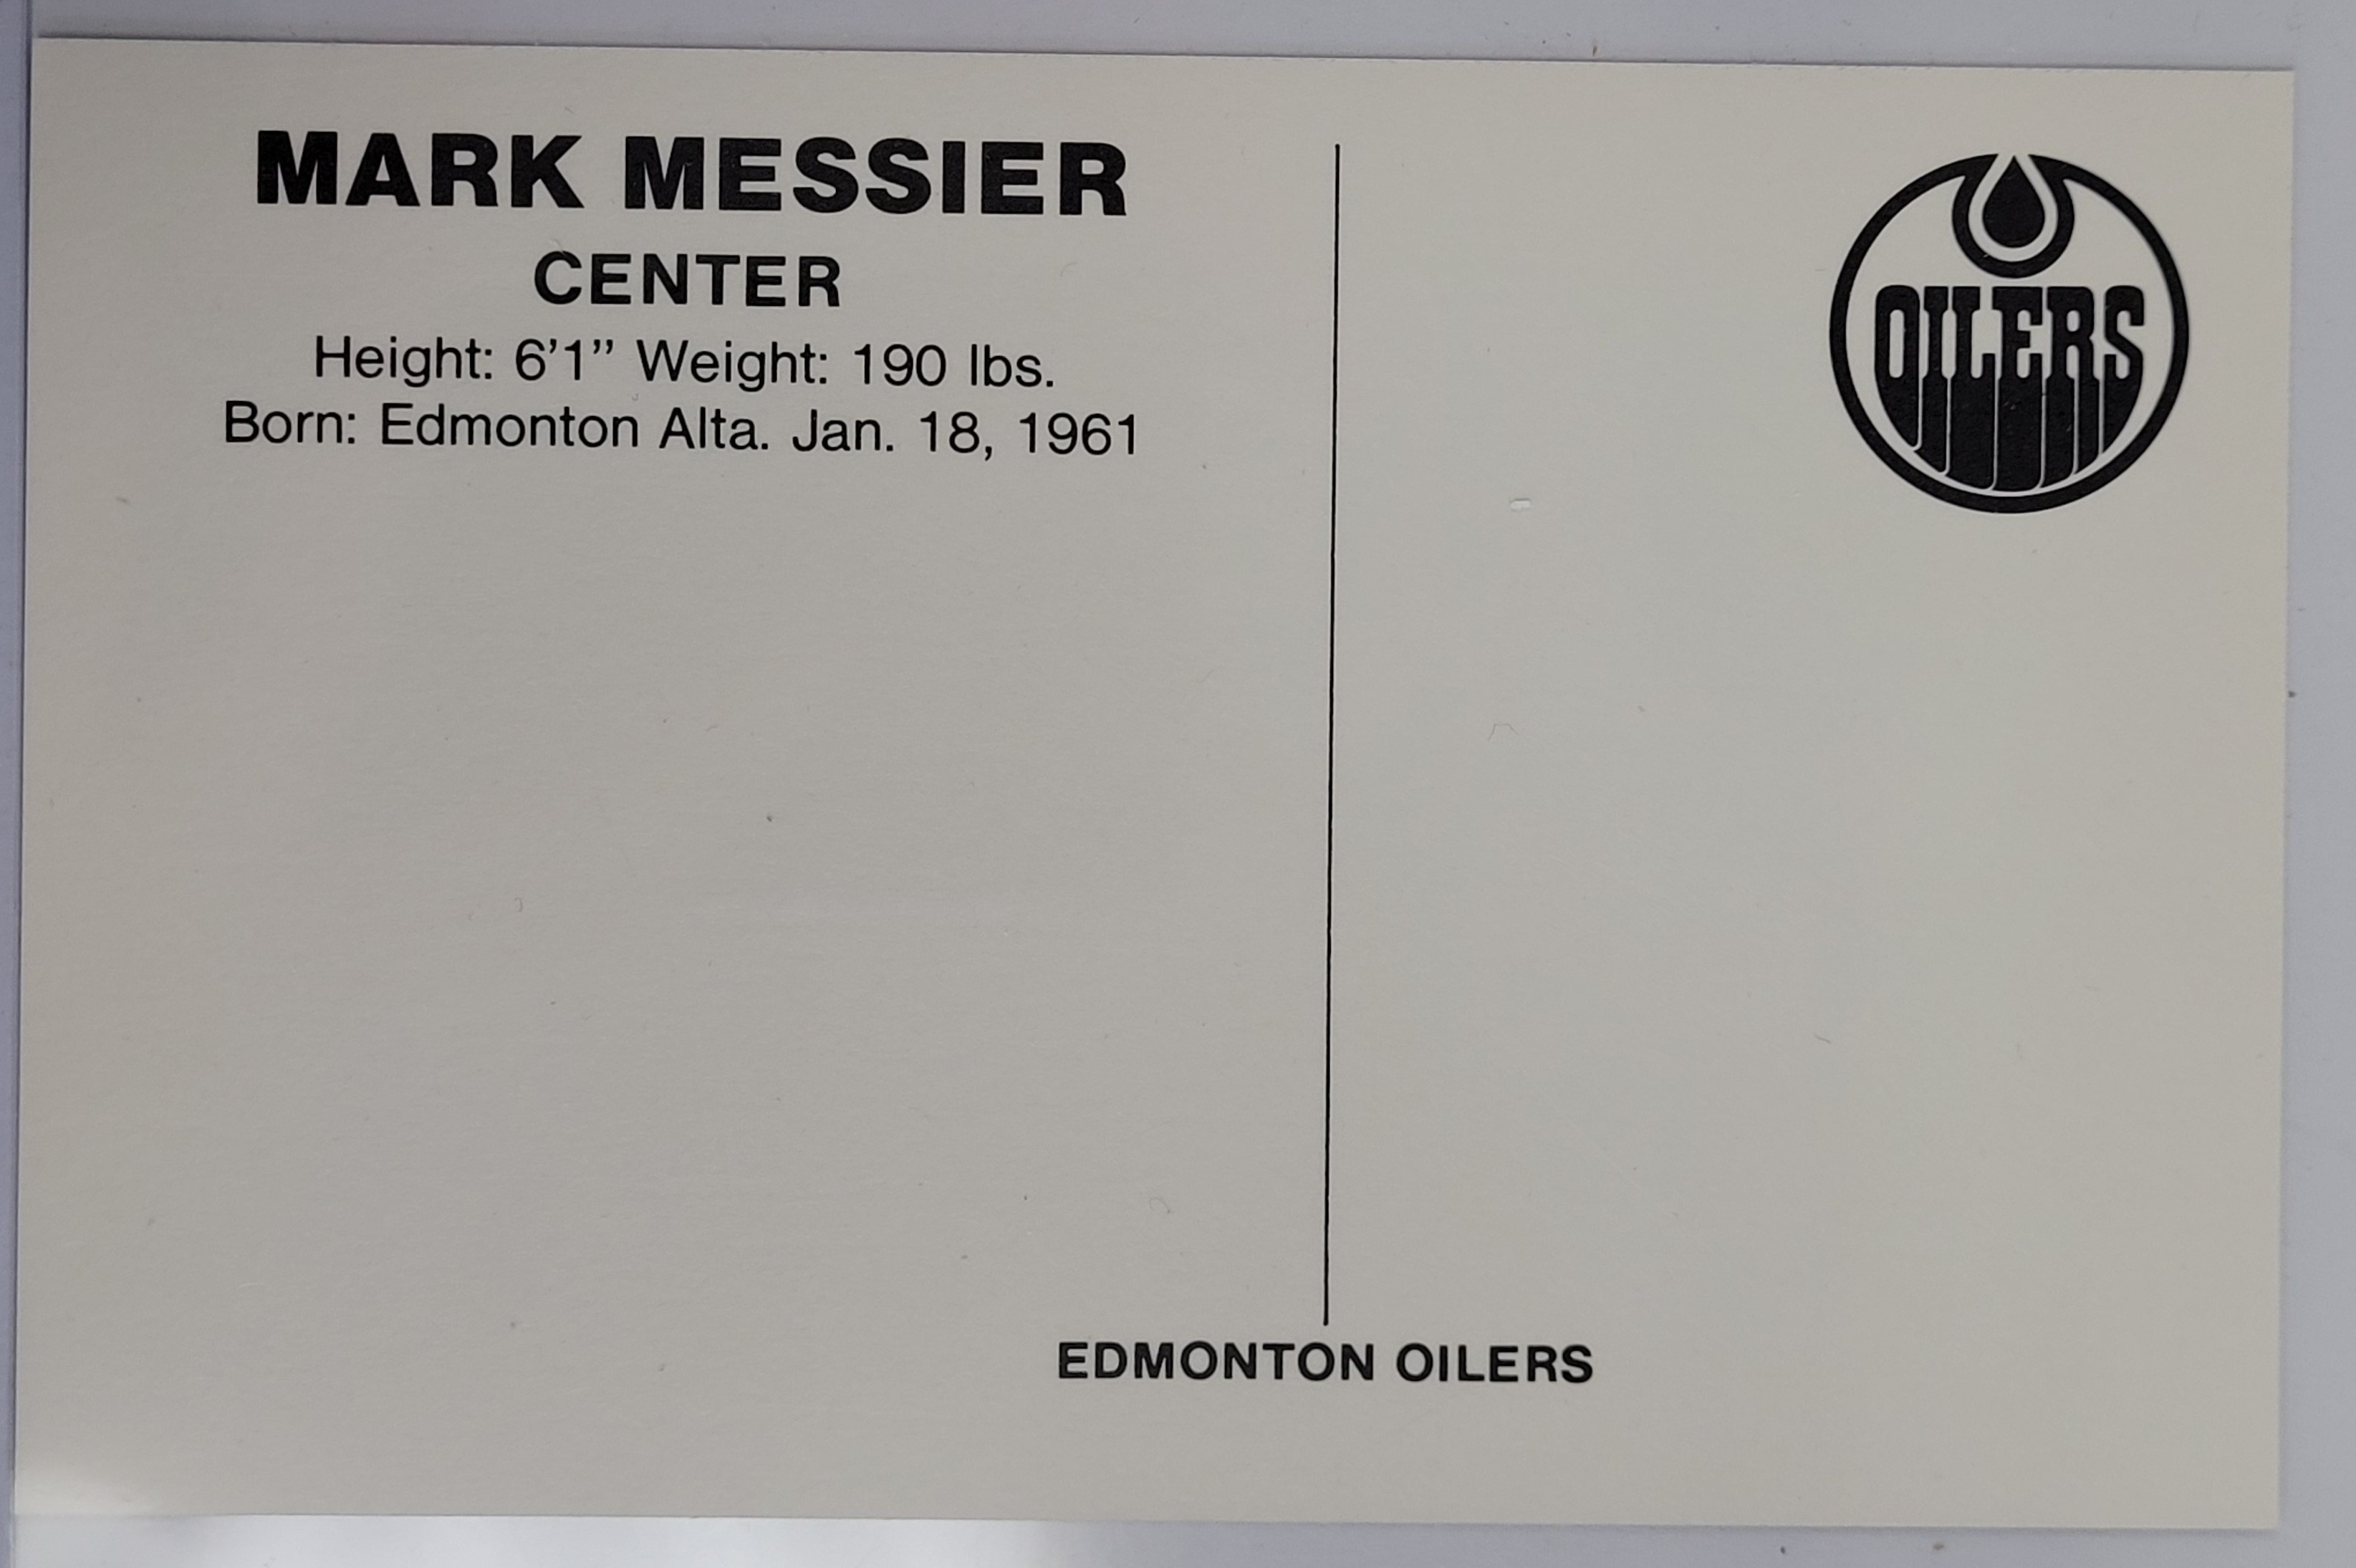 MARK MESSIER
CENTER
Height: 6’1” Weight: 190 lbs.
Born: Edmonton Alta. Jan. 18, 1961
OILERS
EDMONTON OILERS